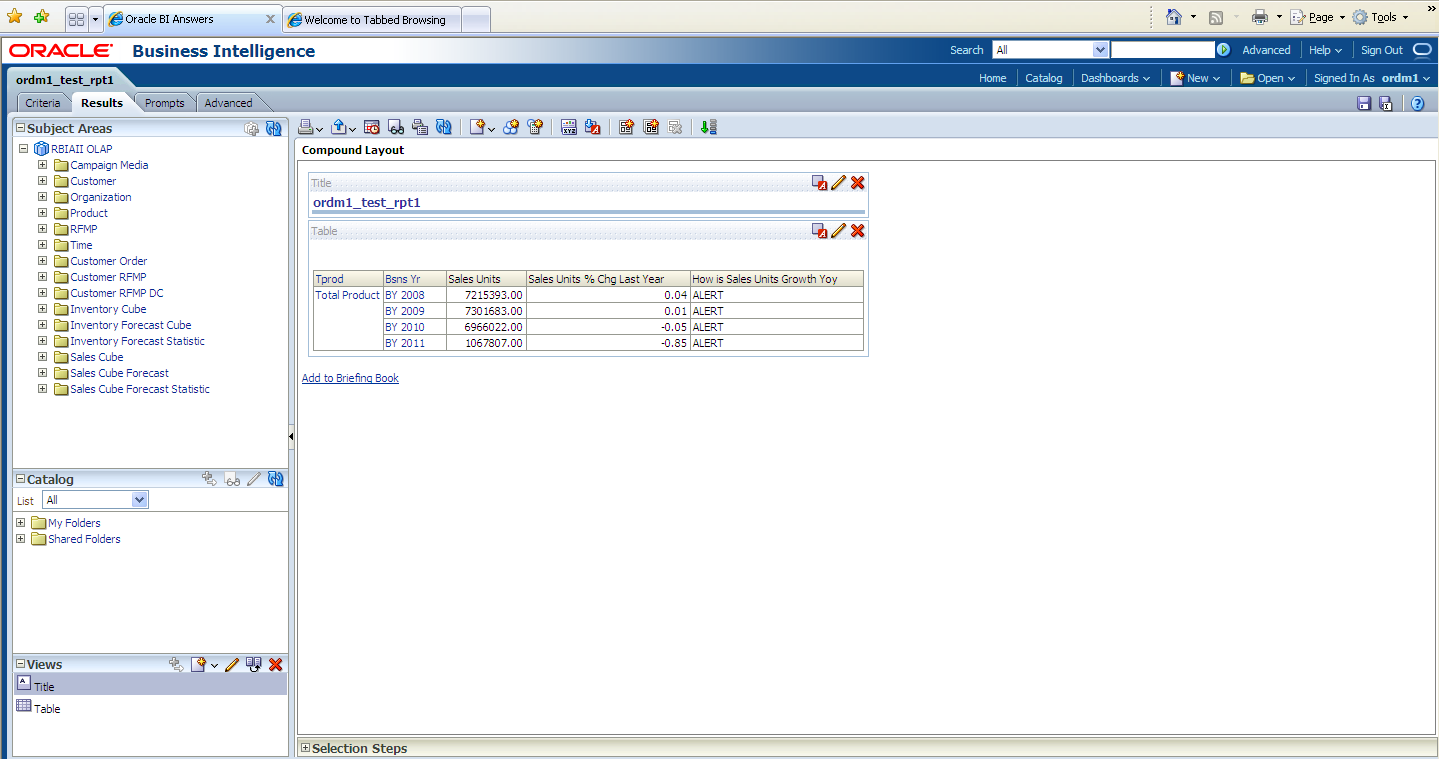 Oracle BI Answers X Welcome to Tabbed Browsing Page Tools »
ORACLE Business Intelligence Search All Advanced Help Sign Out
ordm1_test_rpt1 Home Catalog Dashboards New Open Signed In As ordm1
Criteria Results Prompts Advanced
Subject Areas
RBIAII OLAP
Campaign Media
Customer
Organization
Product
RFMP
Time
Customer Order
Customer RFMP
Customer RFMP DC
Inventory Cube
Inventory Forecast Cube
Inventory Forecast Statistic
Sales Cube
Sales Cube Forecast
Sales Cube Forecast Statistic
Catalog
List All
My Folders
Shared Folders
Views
Title
Table
Compound Layout
Title
ordm1_test_rpt1
Table
Tprod Bsns Yr Sales Units Sales Units % Chg Last Year How is Sales Units Growth Yoy
Total Product BY 2008 7215393.00 0.04 ALERT
BY 2009 7301683.00 0.01 ALERT
BY 2010 6966022.00 -0.05 ALERT
BY 2011 1067807.00 -0.85 ALERT
Add to Briefing Book
Selection Steps